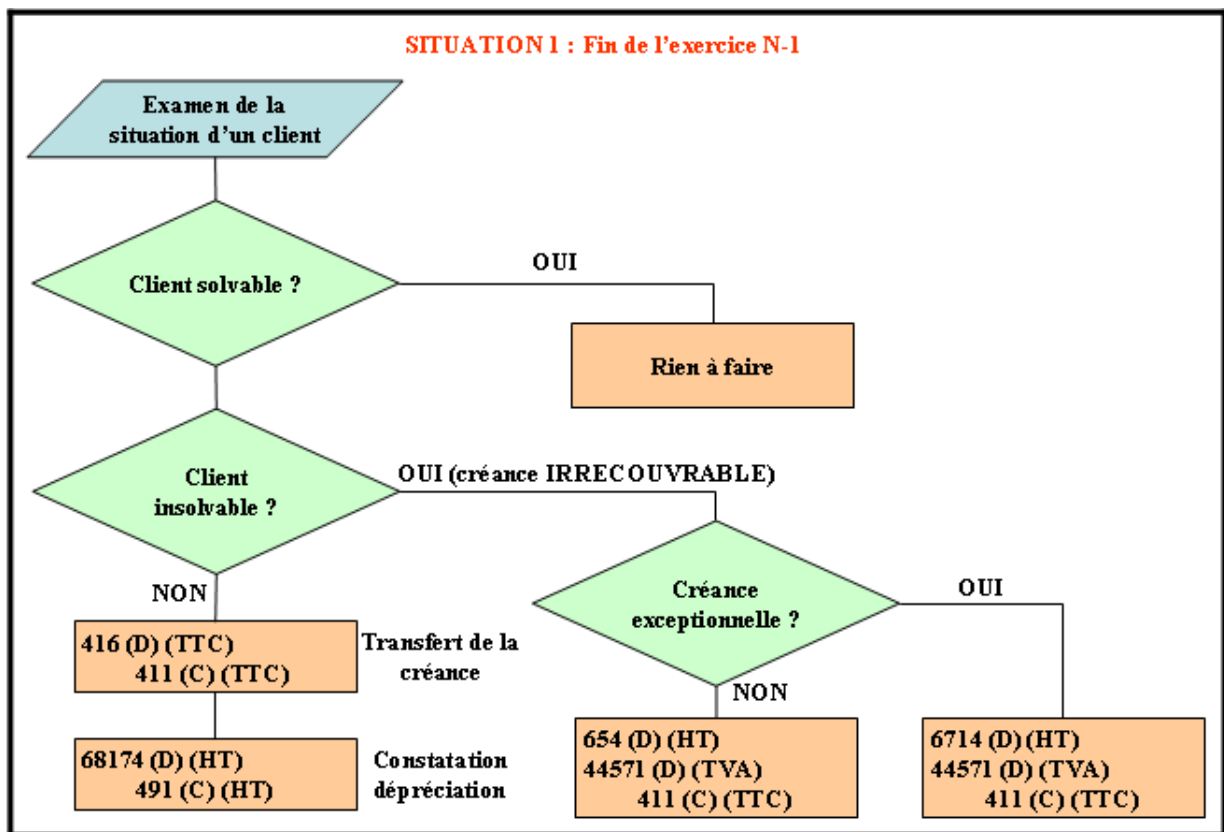 SITUATION 1 : Fin de l'exercice N-1
Examen de la
situation d'un client
Client solvable ?
OUI
Rien à faire
Client
insolvable ?
OUI (créance IRRECOUVRABLE)
NON
Créance
exceptionnelle ?
OUI
NON
416 (D) (TTC)
411 (C) (TTC)
Transfert de la
créance
68174 (D) (HT)
491 (C) (HT)
Constatation
dépréciation
654 (D) (HT)
44571 (D) (TVA)
411 (C) (TTC)
6714 (D) (HT)
44571 (D) (TVA)
411 (C) (TTC)